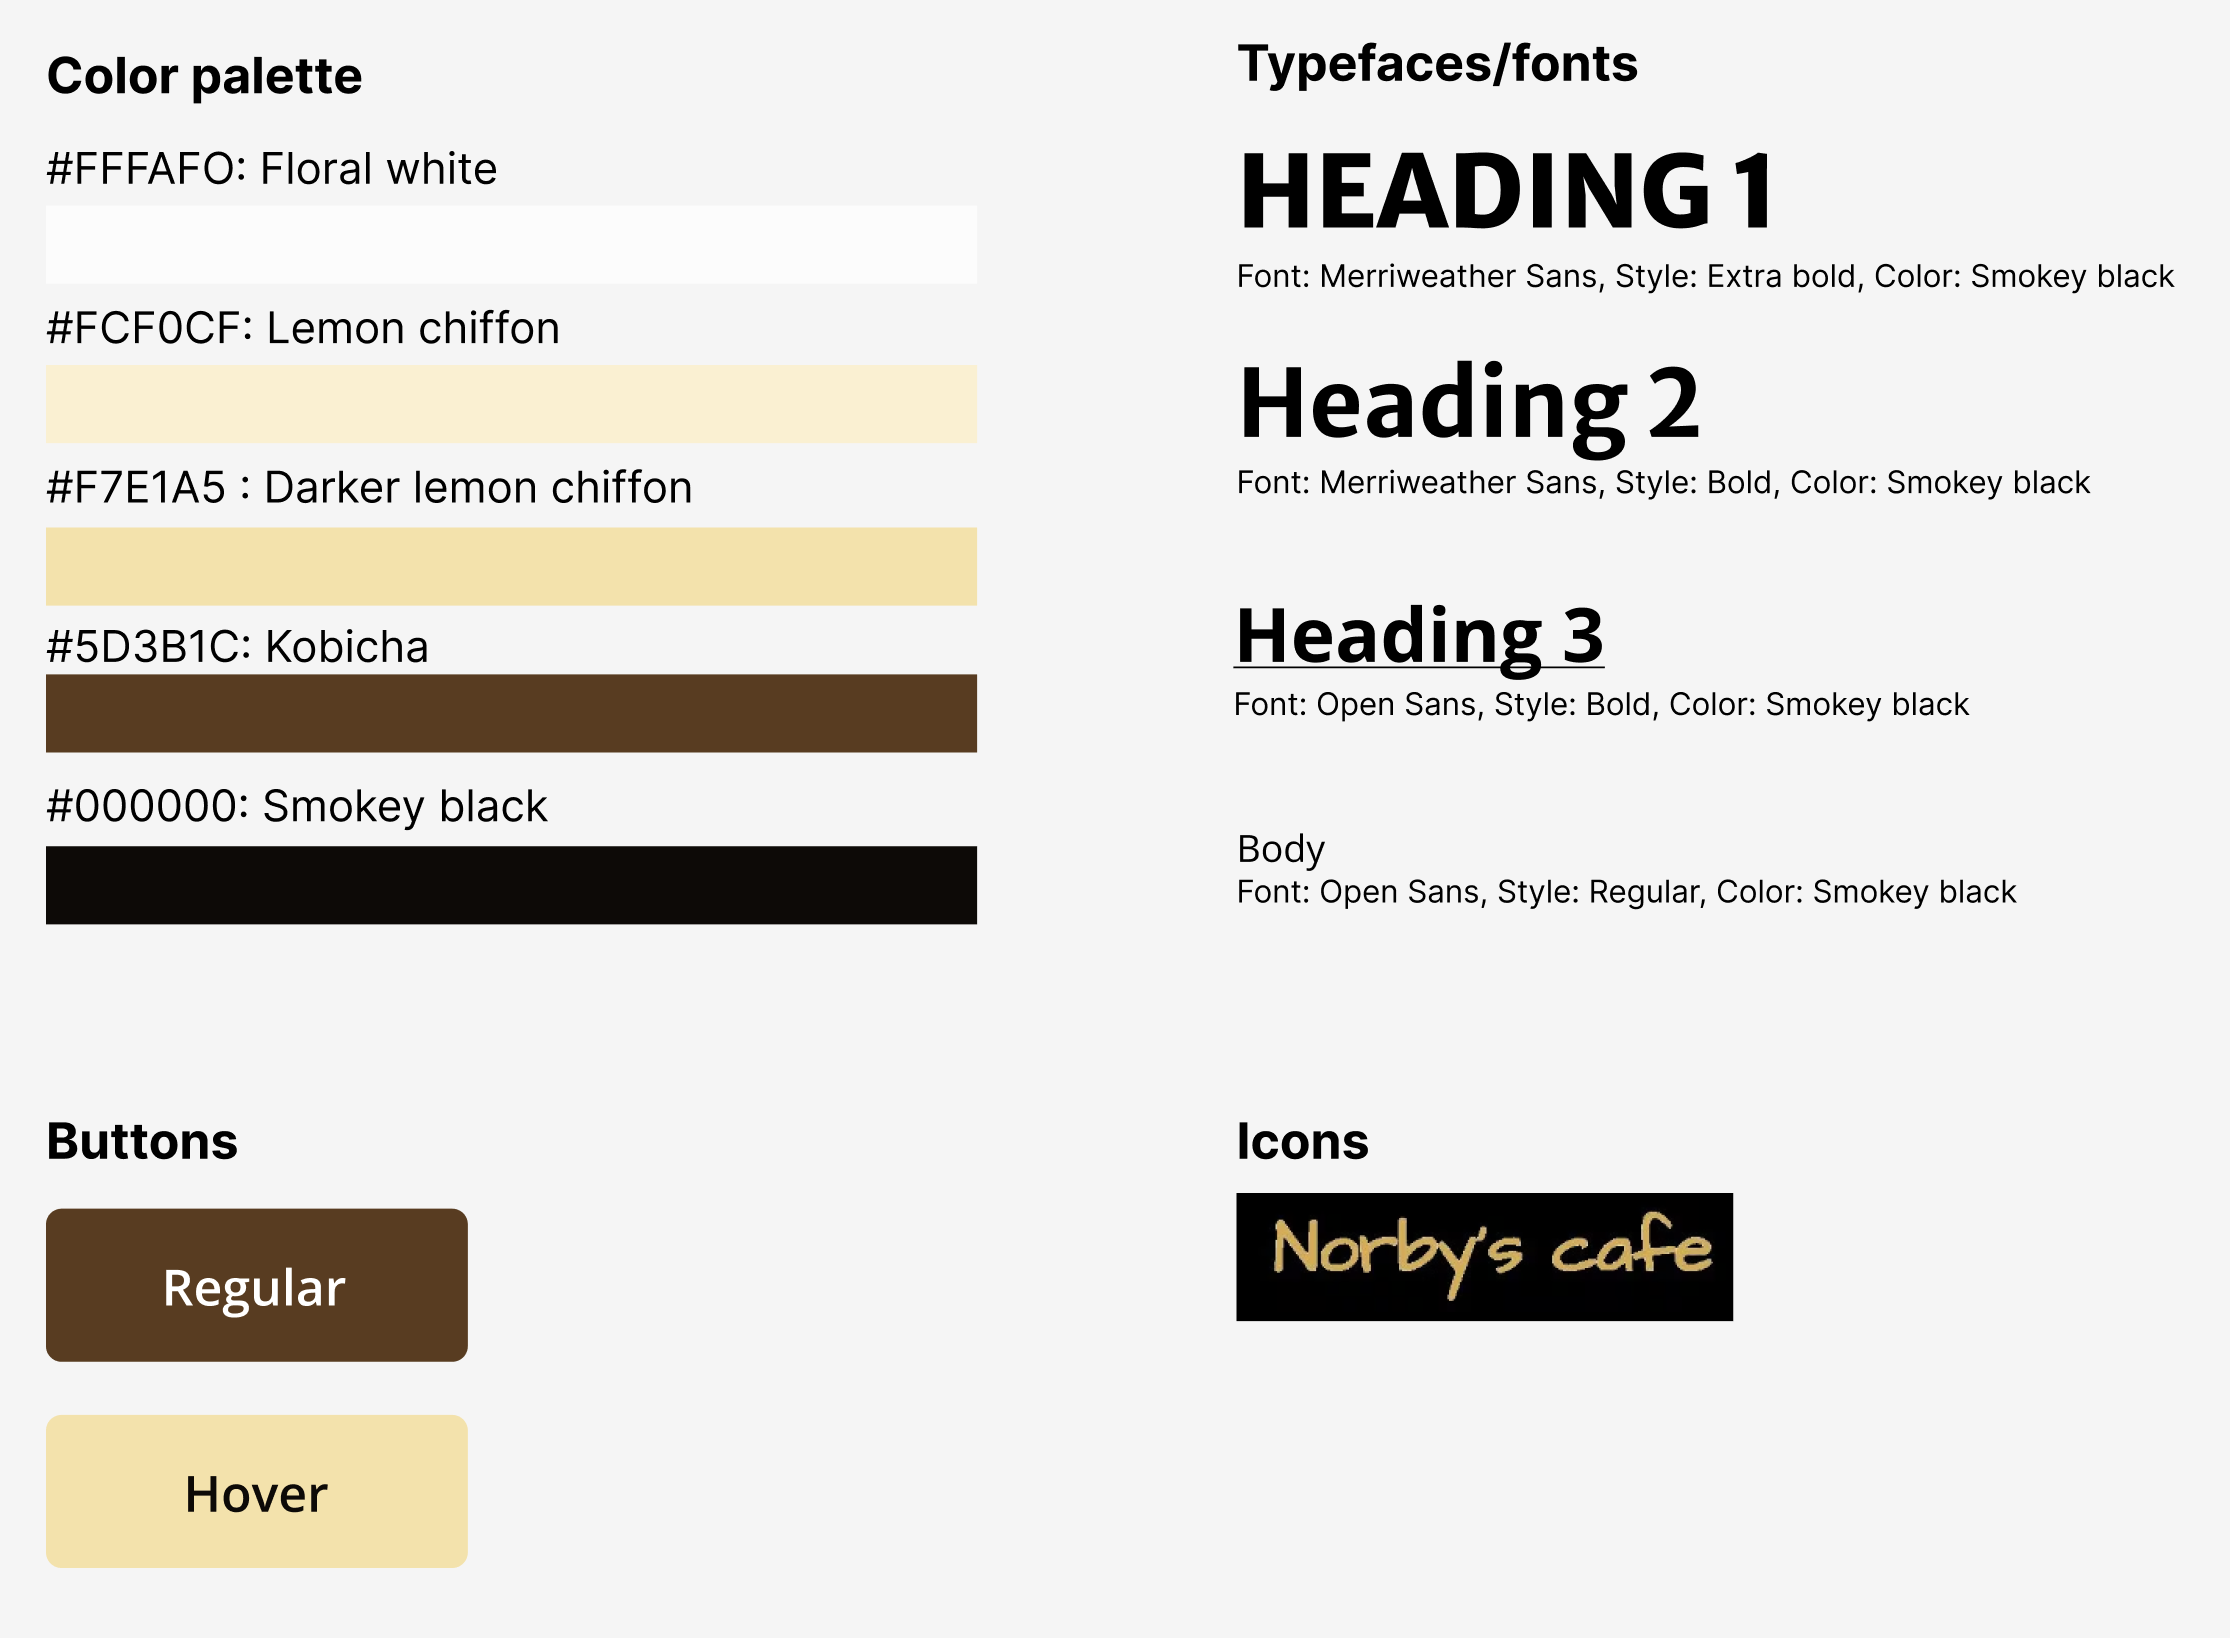 Color palette
#FFFAFO: Floral white
#FCF0CF: Lemon chiffon
#F7E1A5 : Darker lemon chiffon
#5D3B1C: Kobicha
#000000: Smokey black
Typefaces/fonts
HEADING 1
Font: Merriweather Sans, Style: Extra bold, Color: Smokey black
Heading 2
Font: Merriweather Sans, Style: Bold, Color: Smokey black
Heading 3
Font: Open Sans, Style: Bold, Color: Smokey black
Body
Font: Open Sans, Style: Regular, Color: Smokey black
Buttons
Regular
Hover
Icons
Norby's cafe